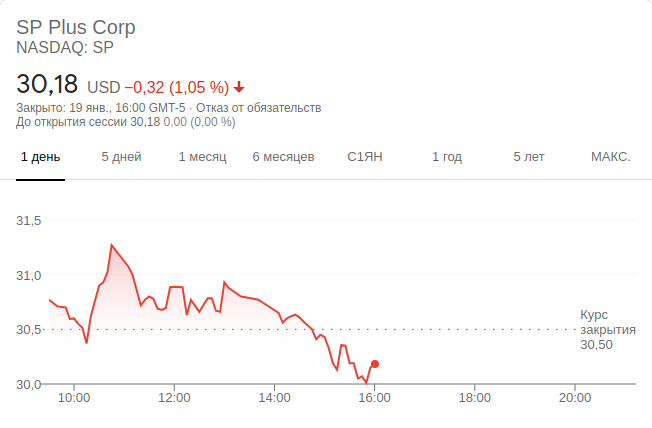 SP Plus Corp
NASDAQ: SP
30,18 USD −0,32 (1,05 %)
Закрыто: 19 янв., 16:00 GMT-5 · Отказ от обязательств
До открытия сессии 30,18 0,00 (0,00 %)
1 день 5 дней 1 месяц 6 месяцев С1ЯН 1 год 5 лет МАКС.
31,5
31,0
30,5
30,0
Курс
закрытия
30,50
10:00 12:00 14:00 16:00 18:00 20:00